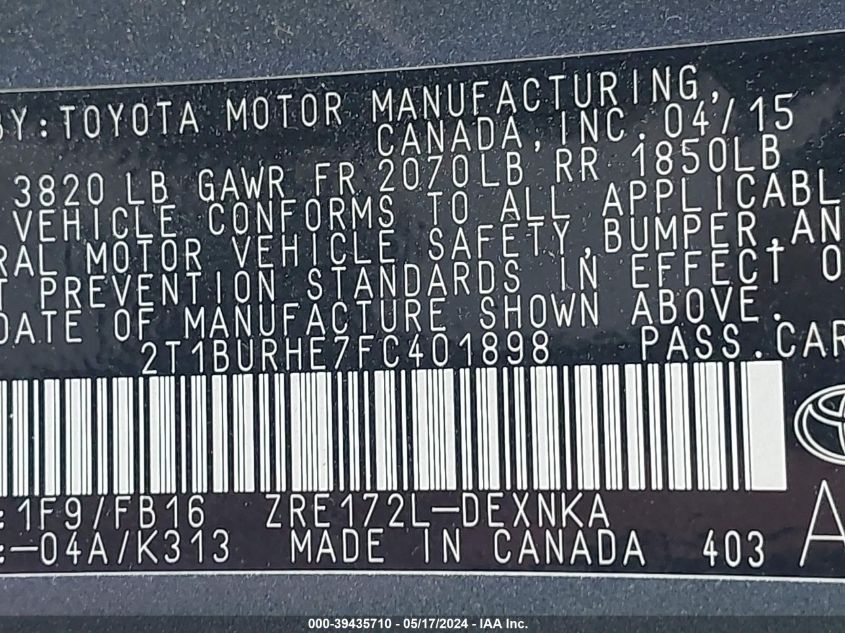 BY: TOYOTA MOTOR MANUFACTURING,
CANADA, INC. 04/15
3820 LB GAWR FR 2070LB RR 1850LB
VEHICLE CONFORMS TO ALL APPLICABL
RAL MOTOR VEHICLE SAFETY, BUMPER, AN
T PREVENTION STANDARDS IN EFFECT O
DATE OF MANUFACTURE SHOWN ABOVE.
2T1BURHE7FC401898 PASS.CAR
:1F9/FB16 ZRE172L-DEXNKA
:-04A/K313 MADE IN CANADA 403 A
000-39435710 - 05/17/2024 - IAA Inc.